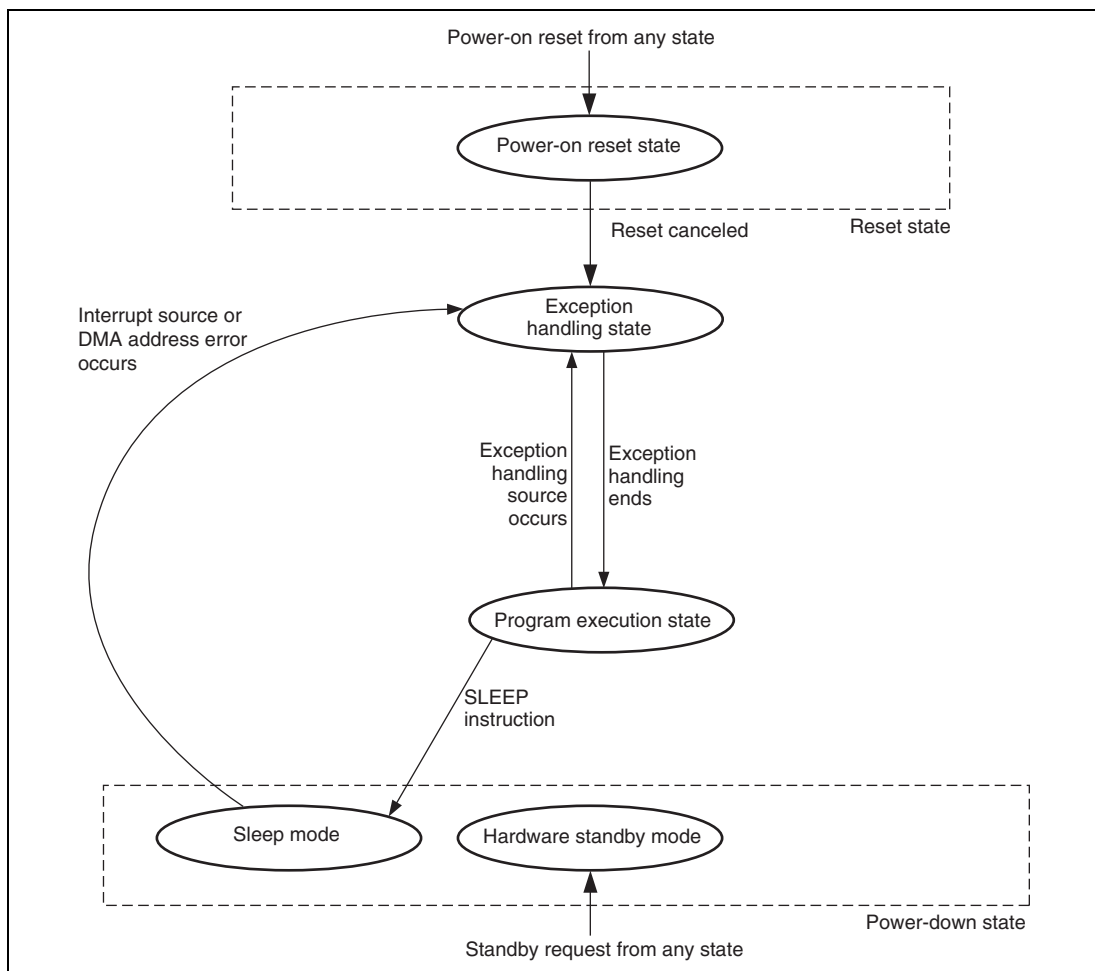 Power-on reset from any state
Power-on reset state
Reset state
Reset canceled
Exception
handling state
Interrupt source or
DMA address error
occurs
Exception
handling
source
occurs
Exception
handling
ends
Program execution state
SLEEP
instruction
Sleep mode
Hardware standby mode
Power-down state
Standby request from any state